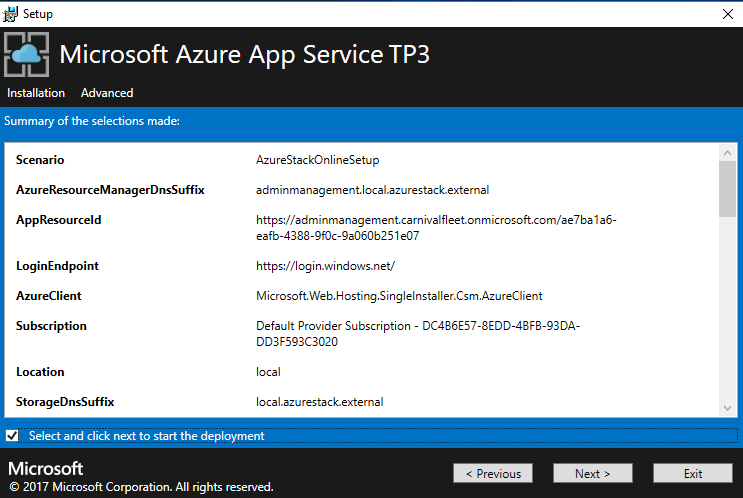 Setup
Microsoft Azure App Service TP3
Installation Advanced
Summary of the selections made:
Scenario AzureStackOnlineSetup
AzureResourceManagerDnsSuffix adminmanagement.local.azurestack.external
AppResourceId https://adminmanagement.carnivalfleet.onmicrosoft.com/ae7ba1a6-
eafb-4388-9f0c-9a060b251e07
LoginEndpoint https://login.windows.net/
AzureClient Microsoft.Web.Hosting.SingleInstaller.Csm.AzureClient
Subscription Default Provider Subscription - DC4B6E57-8EDD-4BFB-93DA-
DD3F593C3020
Location local
StorageDnsSuffix local.azurestack.external
Select and click next to start the deployment
Microsoft
© 2017 Microsoft Corporation. All rights reserved.
< Previous Next > Exit